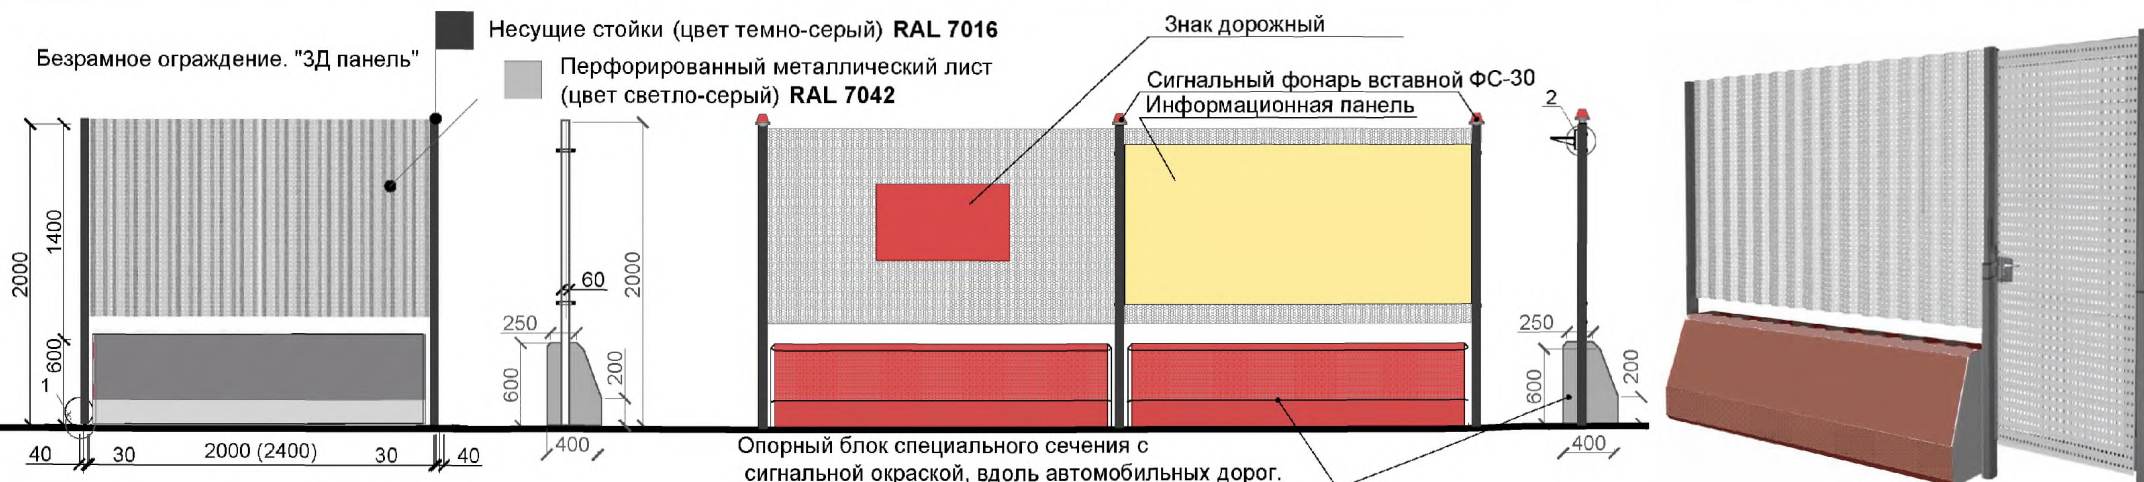 Несущие стойки (цвет темно-серый) RAL 7016
Безрамное ограждение. "3Д панель"
Перфорированный металлический лист
(цвет светло-серый) RAL 7042
Знак дорожный
Сигнальный фонарь вставной ФС-30
Информационная панель
2
2000
1400
600
1
40
30
2000 (2400)
30
40
60
2000
250
600
200
400
250
600
200
400
Опорный блок специального сечения с
сигнальной окраской, вдоль автомобильных дорог.